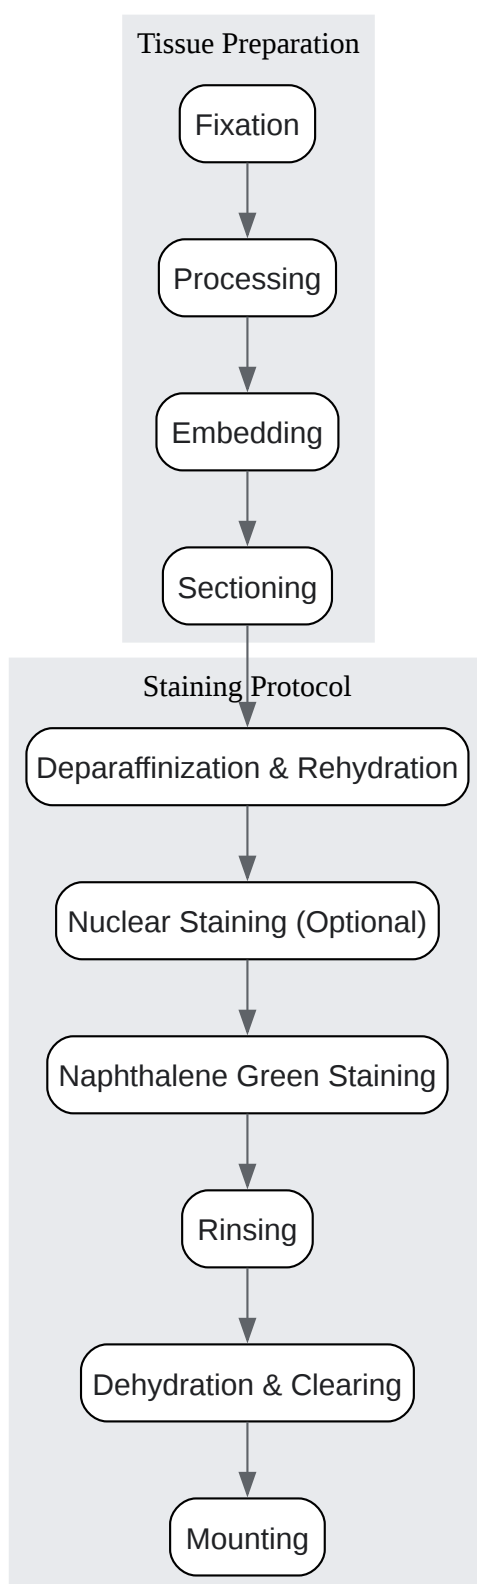 Tissue Preparation
Fixation
Processing
Embedding
Sectioning
Staining Protocol
Deparaffinization & Rehydration
Nuclear Staining (Optional)
Naphthalene Green Staining
Rinsing
Dehydration & Clearing
Mounting